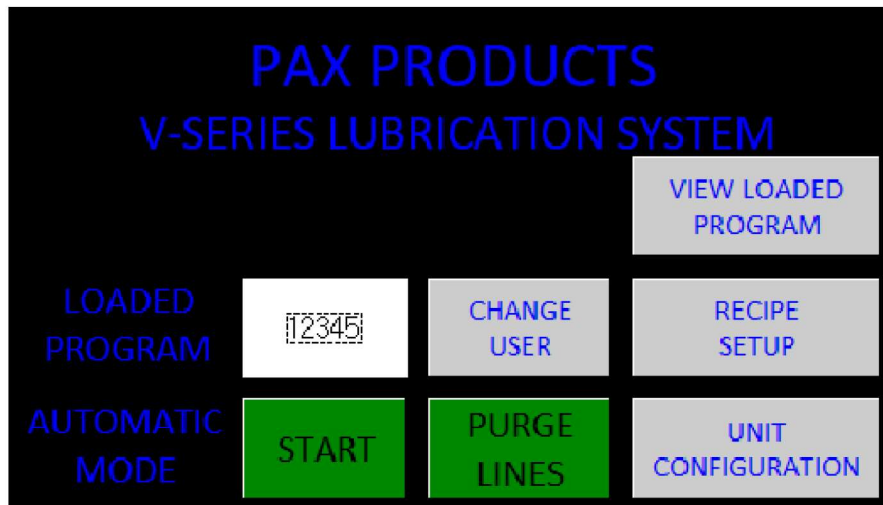 PAX PRODUCTS
V-SERIES LUBRICATION SYSTEM
VIEW LOADED
PROGRAM
LOADED
PROGRAM
12345
CHANGE
USER
RECIPE
SETUP
AUTOMATIC
MODE
START
PURGE
LINES
UNIT
CONFIGURATION